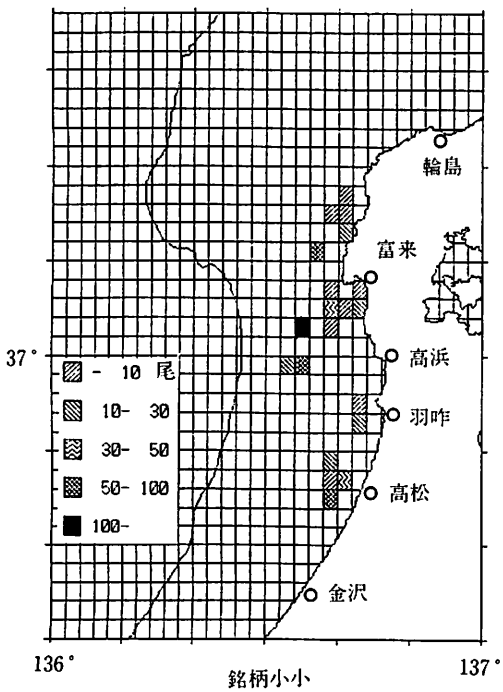 輪島
富来
37°
高浜
羽咋
高松
金沢
- 10 尾
10- 30
30- 50
50- 100
100-
136°
137°
銘柄小小